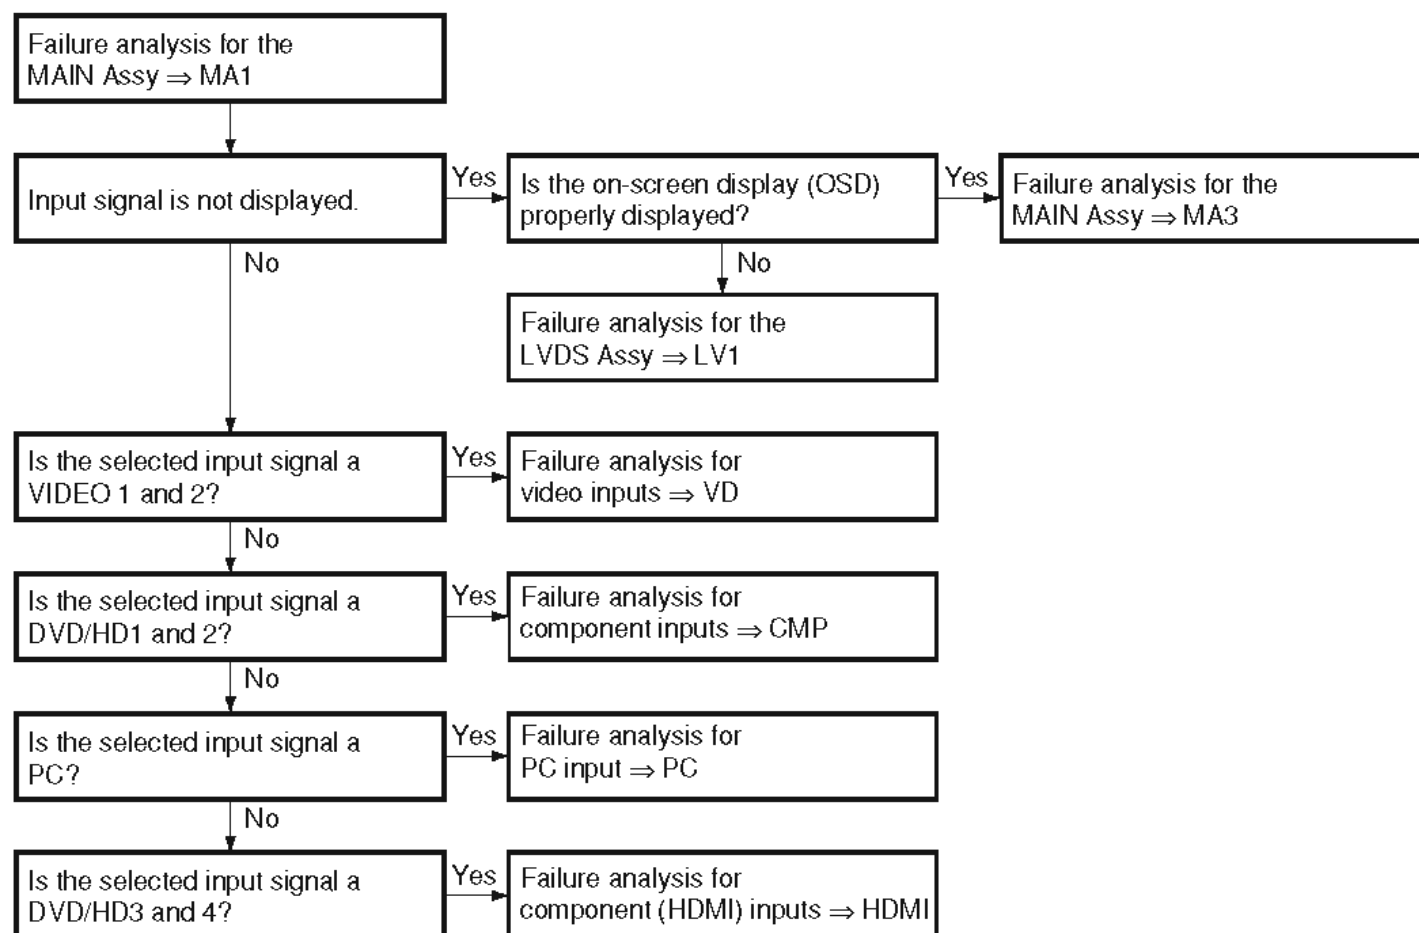 Failure analysis for the
MAIN Assy ⇒ MA1
Input signal is not displayed.
Yes
Is the on-screen display (OSD)
properly displayed?
Yes
Failure analysis for the
MAIN Assy ⇒ MA3
No
No
Failure analysis for the
LVDS Assy ⇒ LV1
Is the selected input signal a
VIDEO 1 and 2?
Yes
Failure analysis for
video inputs ⇒ VD
No
Is the selected input signal a
DVD/HD1 and 2?
Yes
Failure analysis for
component inputs ⇒ CMP
No
Is the selected input signal a
PC?
Yes
Failure analysis for
PC input ⇒ PC
No
Is the selected input signal a
DVD/HD3 and 4?
Yes
Failure analysis for
component (HDMI) inputs ⇒ HDMI